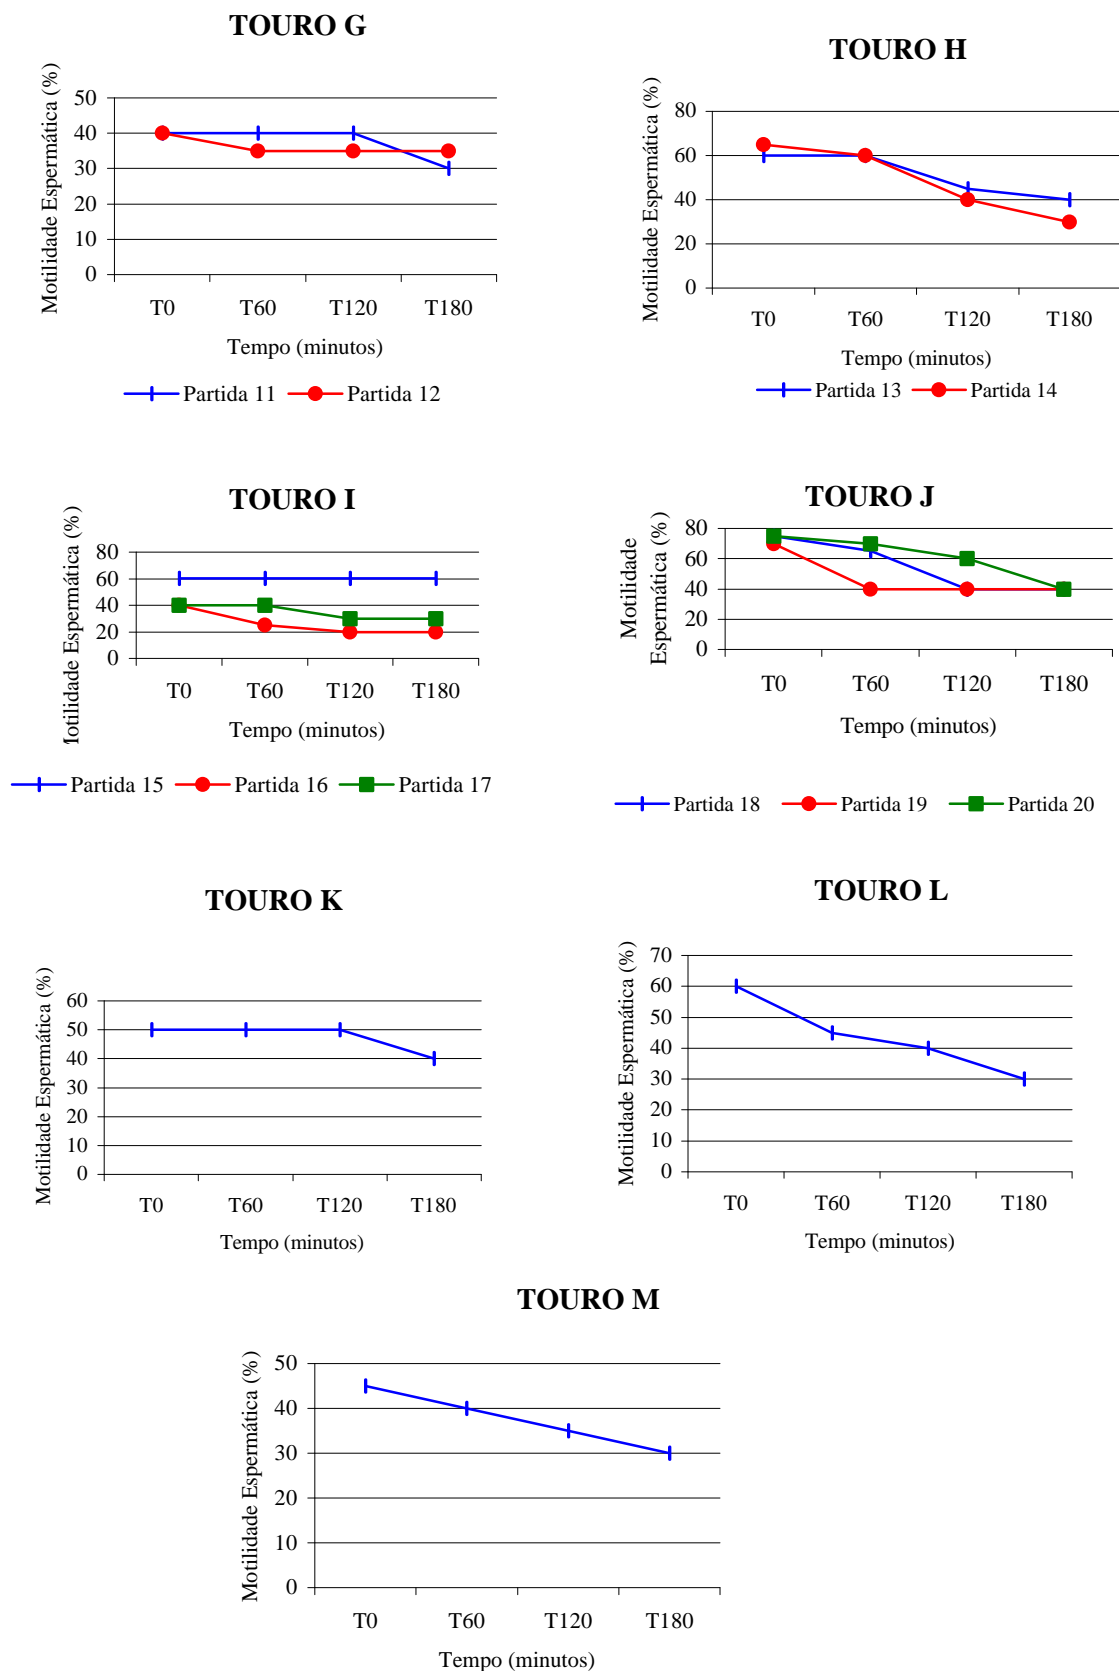 TOURO G
Motilidade Espermática (%)
50
40
30
20
10
0
T0 T60 T120 T180
Tempo (minutos)
Partida 11 Partida 12
TOURO H
Motilidade Espermática (%)
80
60
40
20
0
T0 T60 T120 T180
Tempo (minutos)
Partida 13 Partida 14
TOURO I
otilidade Espermática (%)
80
60
40
20
0
T0 T60 T120 T180
Tempo (minutos)
Partida 15 Partida 16 Partida 17
TOURO J
Motilidade
Espermática (%)
80
60
40
20
0
T0 T60 T120 T180
Tempo (minutos)
Partida 18 Partida 19 Partida 20
TOURO K
Motilidade Espermática (%)
60
50
40
30
20
10
0
T0 T60 T120 T180
Tempo (minutos)
TOURO L
Motilidade Espermática (%)
70
60
50
40
30
20
10
0
T0 T60 T120 T180
Tempo (minutos)
TOURO M
Motilidade Espermática (%)
50
40
30
20
10
0
T0 T60 T120 T180
Tempo (minutos)